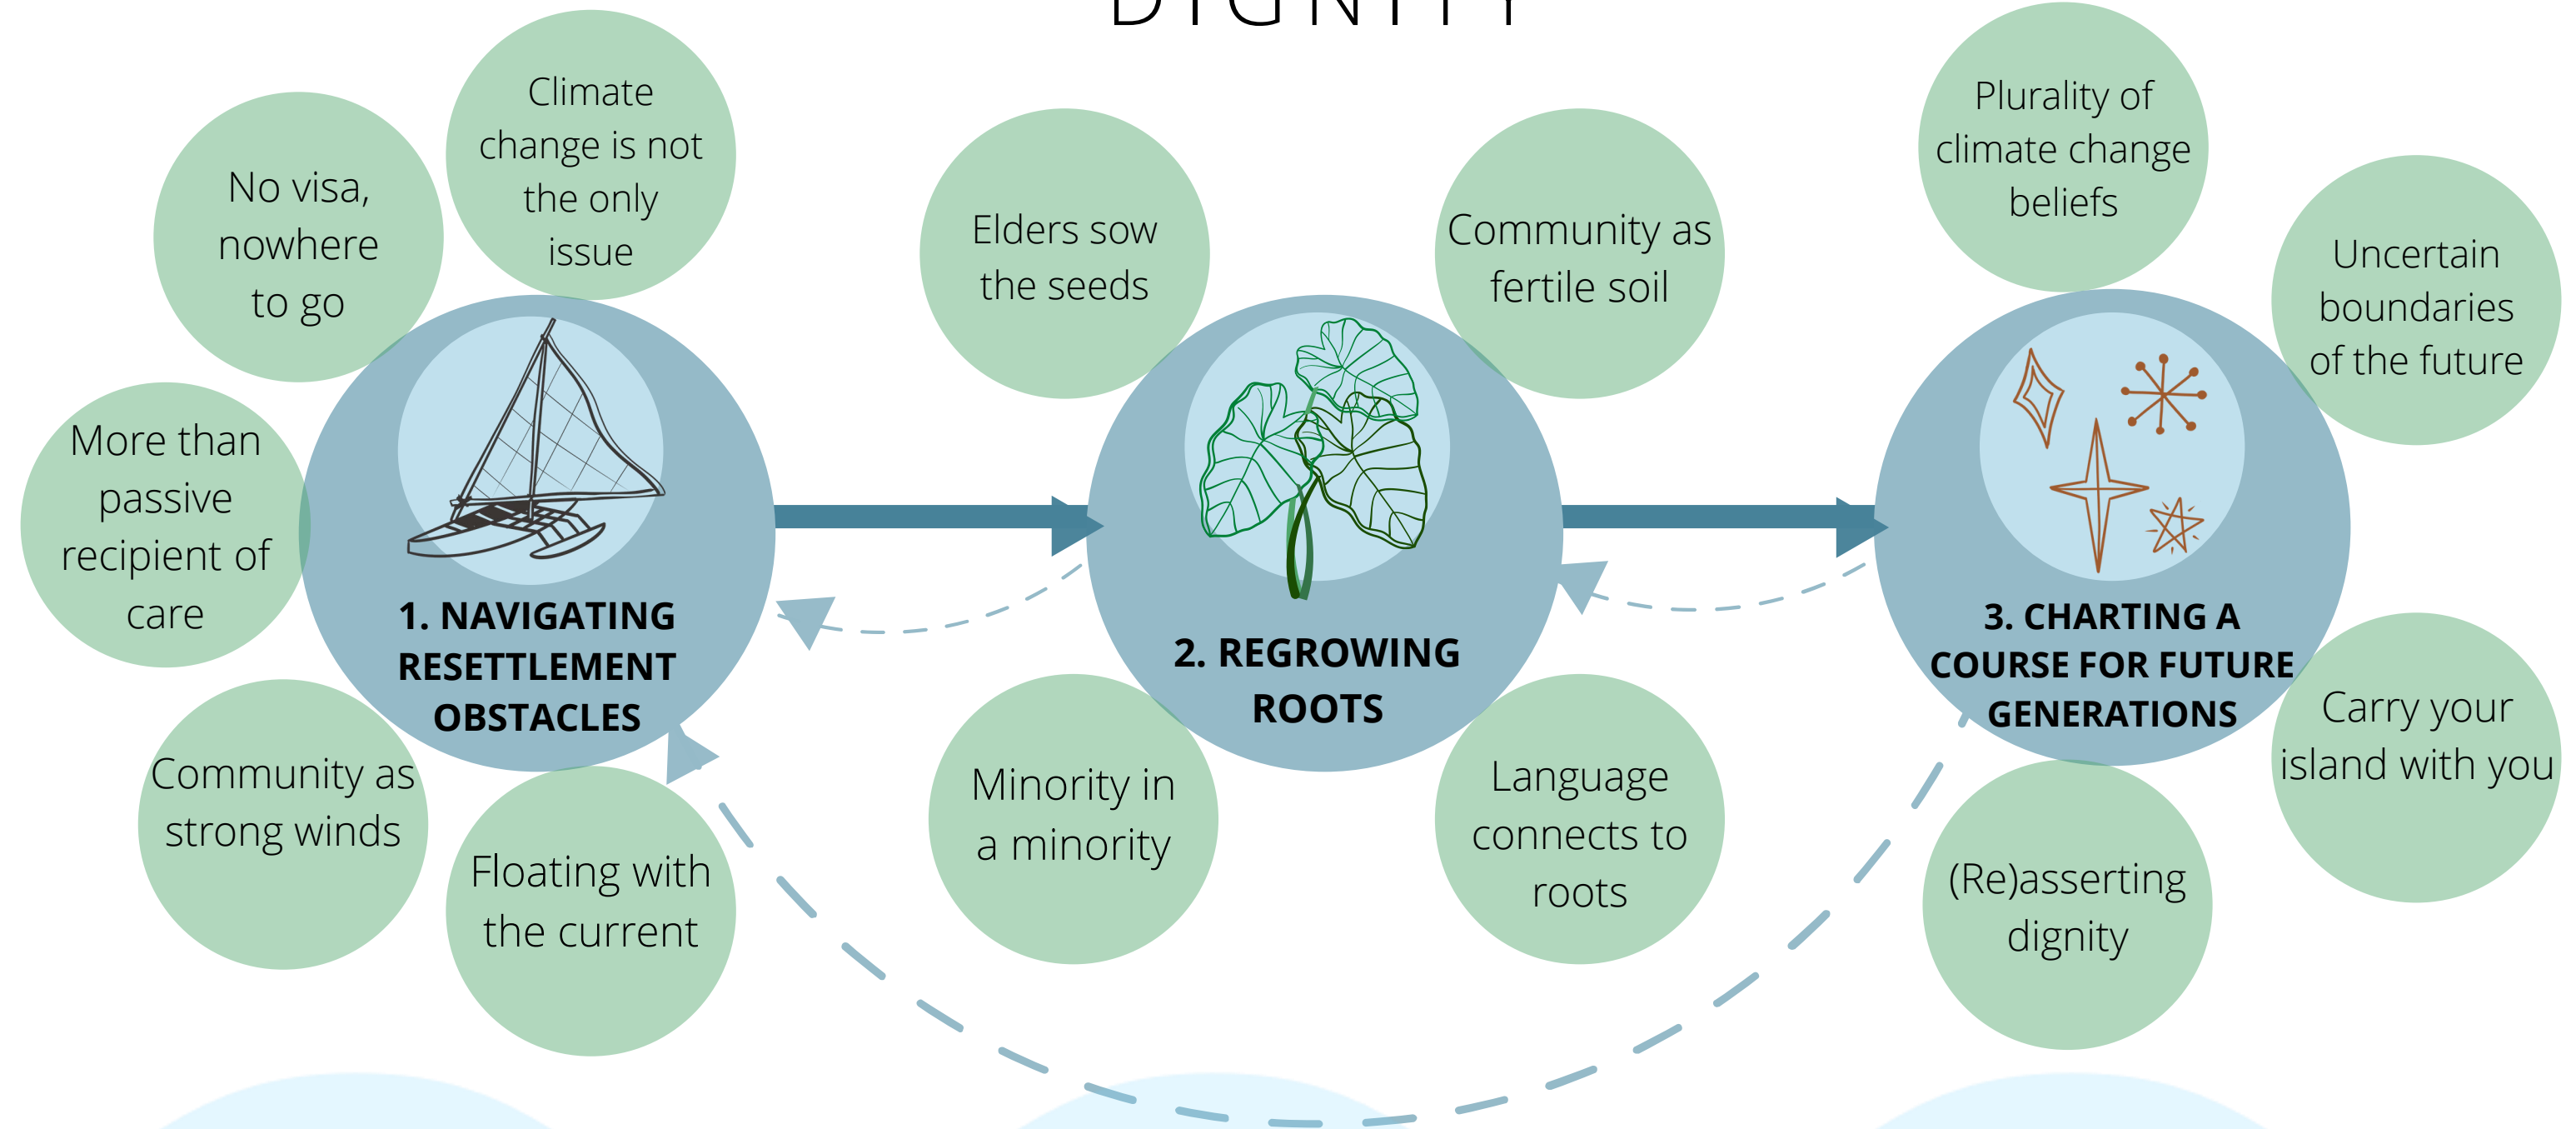 DIGNITY
Climate
change is not
the only
issue
No visa,
nowhere
to go
More than
passive
recipient of
care
Community as
strong winds
Floating with
the current
1. NAVIGATING
RESETTLEMENT
OBSTACLES
Elders sow
the seeds
Community as
fertile soil
2. REGROWING
ROOTS
Minority in
a minority
Language
connects to
roots
Plurality of
climate change
beliefs
Uncertain
boundaries
of the future
3. CHARTING A
COURSE FOR FUTURE
GENERATIONS
Carry your
island with you
(Re)asserting
dignity